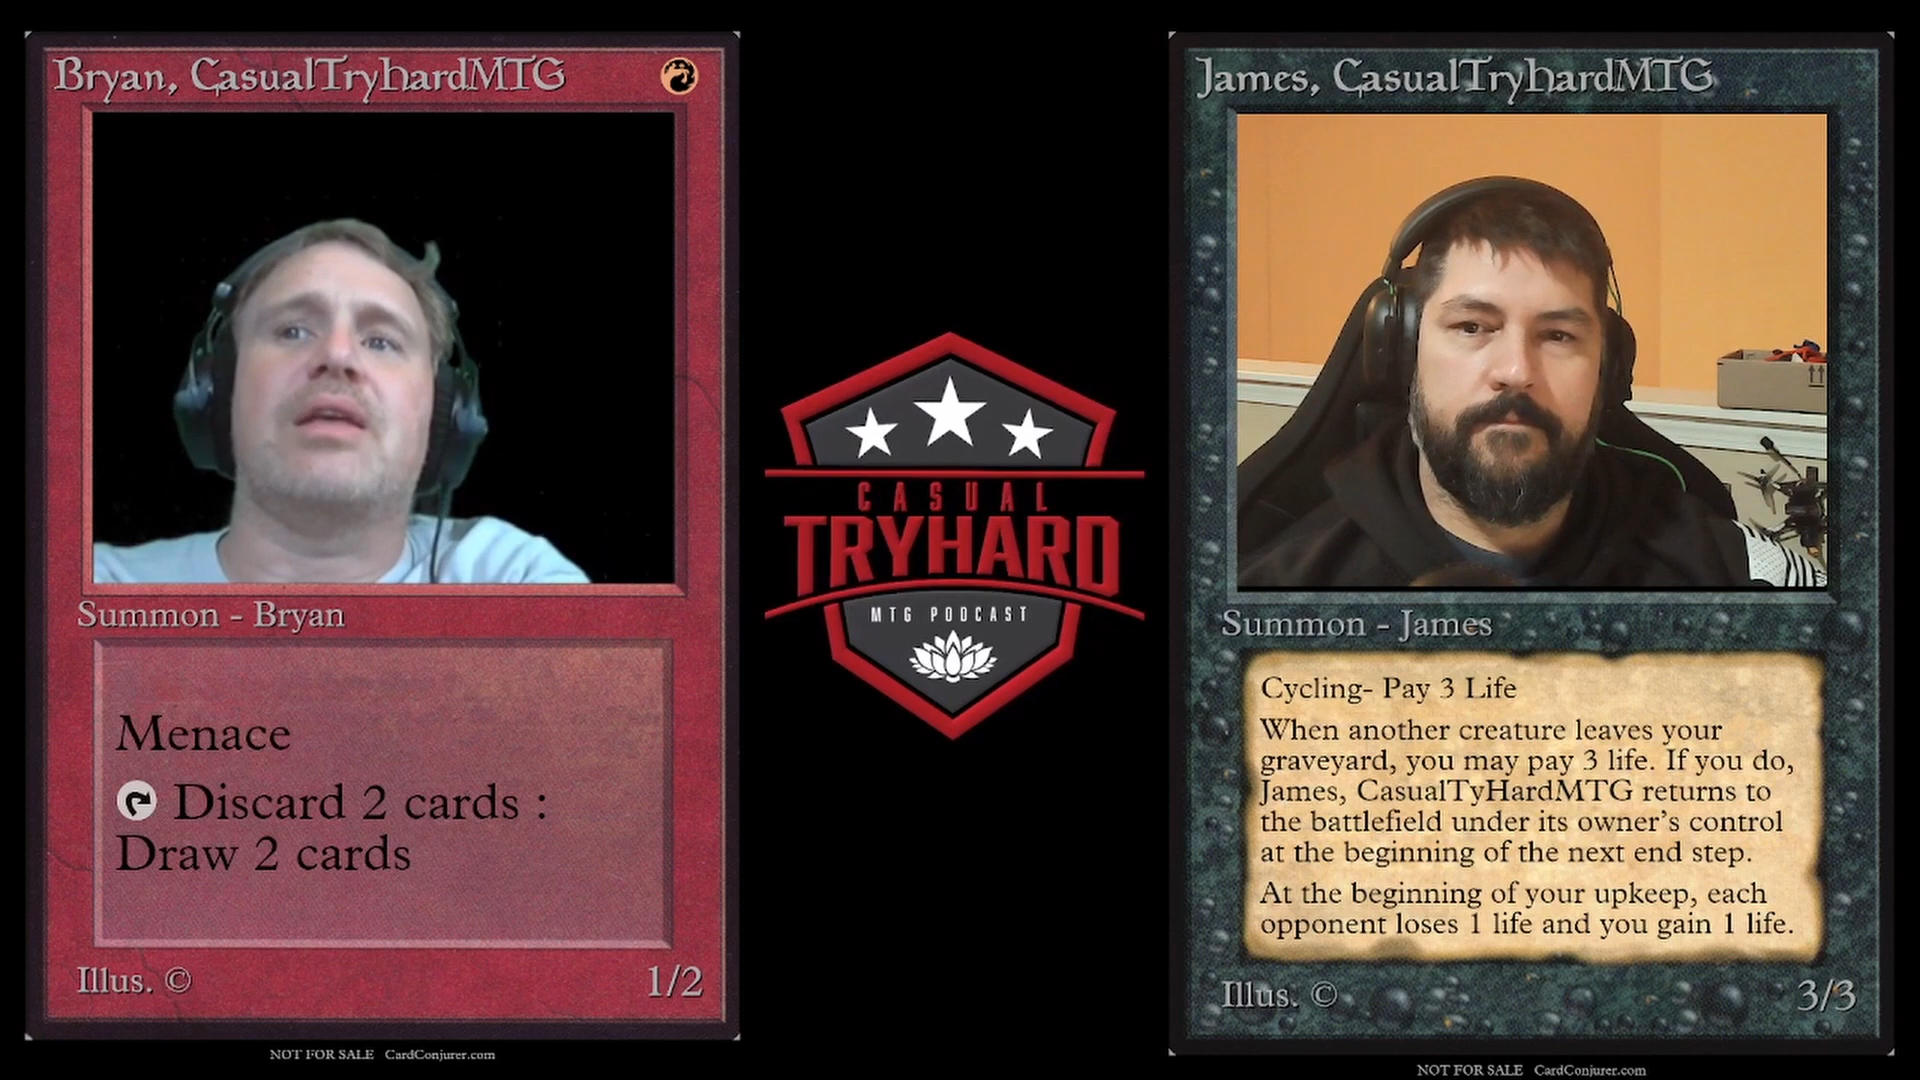 Bryan, CasualTryhardMTG
Summon - Bryan
Menace
Discard 2 cards :
Draw 2 cards
Illus. ©
1/2
NOT FOR SALE CardConjurer.com
CASUAL
TRYHARD
MTG PODCAST
James, CasualTryhardMTG
Summon - James
Cycling- Pay 3 Life
When another creature leaves your
graveyard, you may pay 3 life. If you do,
James, CasualTyHardMTG returns to
the battlefield under its owner's control
at the beginning of the next end step.
At the beginning of your upkeep, each
opponent loses 1 life and you gain 1 life.
Illus. ©
3/3
NOT FOR SALE CardConjurer.com